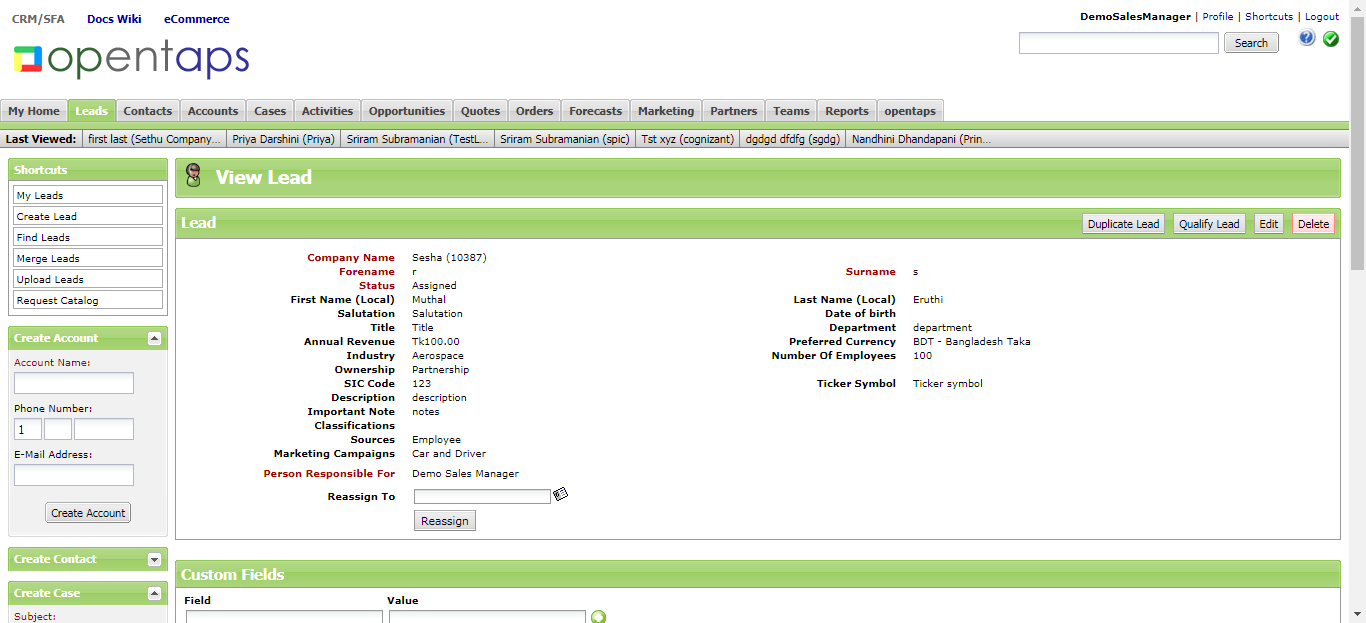 CRM/SFA Docs Wiki eCommerce
DemoSalesManager | Profile | Shortcuts | Logout
opentaps
Search
My Home Leads Contacts Accounts Cases Activities Opportunities Quotes Orders Forecasts Marketing Partners Teams Reports opentaps
Last Viewed: first last (Sethu Company... Priya Darshini (Priya) Sriram Subramanian (TestL... Sriram Subramanian (spic) Tst xyz (cognizant) dgdgd dfdfg (sgdg) Nandhini Dhandapani (Prin...
Shortcuts
My Leads
Create Lead
Find Leads
Merge Leads
Upload Leads
Request Catalog
Create Account
Account Name:
Phone Number:
1
E-Mail Address:
Create Account
Create Contact
Create Case
Subject:
View Lead
Lead
Duplicate Lead Qualify Lead Edit Delete
Company Name Sesha (10387)
Forename r Surname s
Status Assigned
First Name (Local) Muthal Last Name (Local) Eruthi
Salutation Salutation Date of birth
Title Title Department department
Annual Revenue Tk100.00 Preferred Currency BDT - Bangladesh Taka
Industry Aerospace Number Of Employees 100
Ownership Partnership
SIC Code 123 Ticker Symbol Ticker symbol
Description description
Important Note notes
Classifications
Sources Employee
Marketing Campaigns Car and Driver
Person Responsible For Demo Sales Manager
Reassign To
Reassign
Custom Fields
Field Value